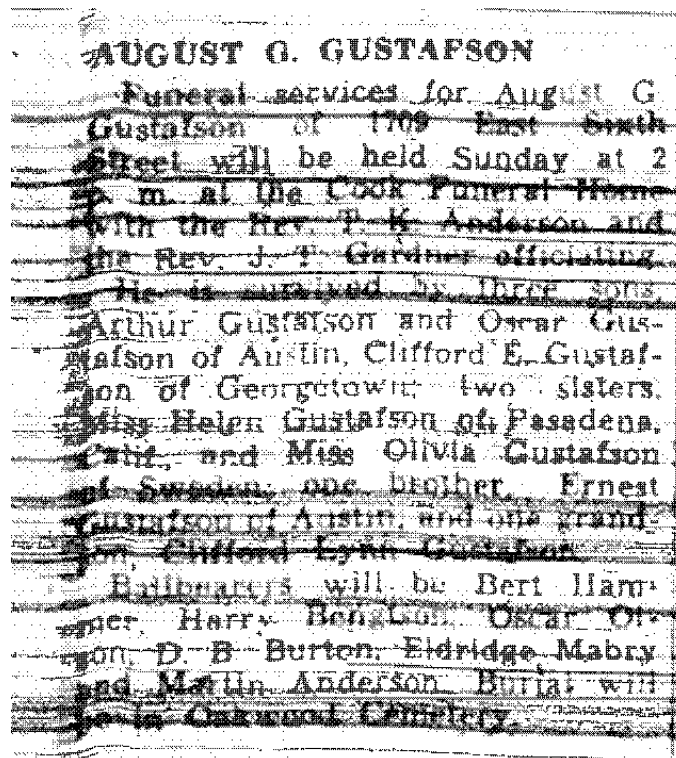 AUGUST G. GUSTAFSON
Funeral services for August G
Gustafson of 1709 East Sixth
Street will be held Sunday at 2
p. m. at the Cook Funeral Home
with the Rev. T. K. Anderson and
the Rev. J. T. Gardner officiating.
He is survived by three sons,
Arthur Gustafson and Oscar Gus-
tafson of Austin, Clifford E. Gustaf-
son of Georgetown; two sisters,
Miss Helen Gustafson of Pasadena,
Calif., and Miss Olivia Gustafson
of Sweden; one brother, Ernest
Gustafson of Austin, and one grand-
son, Clifford Lynn Gustafson.
Pallbearers will be Bert Ham-
mer, Harry Bengtson, Oscar Ol-
son, D. B. Burton, Eldridge Mabry
and Martin Anderson. Burial will
be in Oakwood Cemetery.